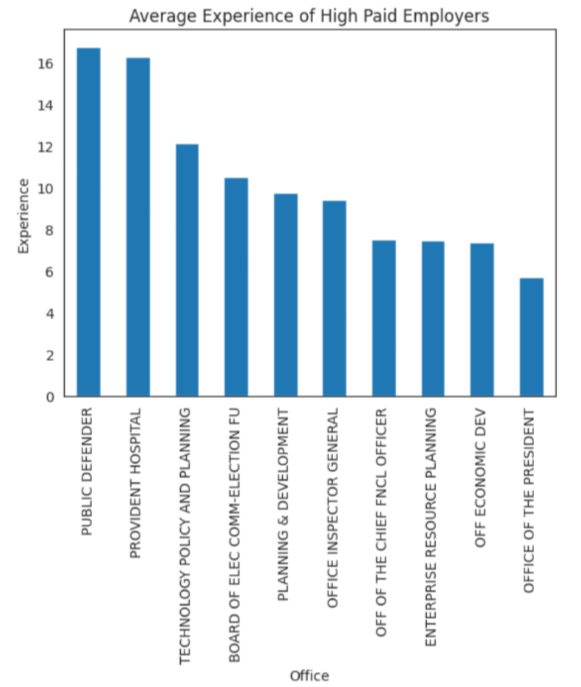 Average Experience of High Paid Employers
Experience
16
14
12
10
8
6
4
2
0
PUBLIC DEFENDER
PROVIDENT HOSPITAL
TECHNOLOGY POLICY AND PLANNING
BOARD OF ELEC COMM-ELECTION FU
PLANNING & DEVELOPMENT
OFFICE INSPECTOR GENERAL
OFF OF THE CHIEF FNCL OFFICER
ENTERPRISE RESOURCE PLANNING
OFF ECONOMIC DEV
OFFICE OF THE PRESIDENT
Office